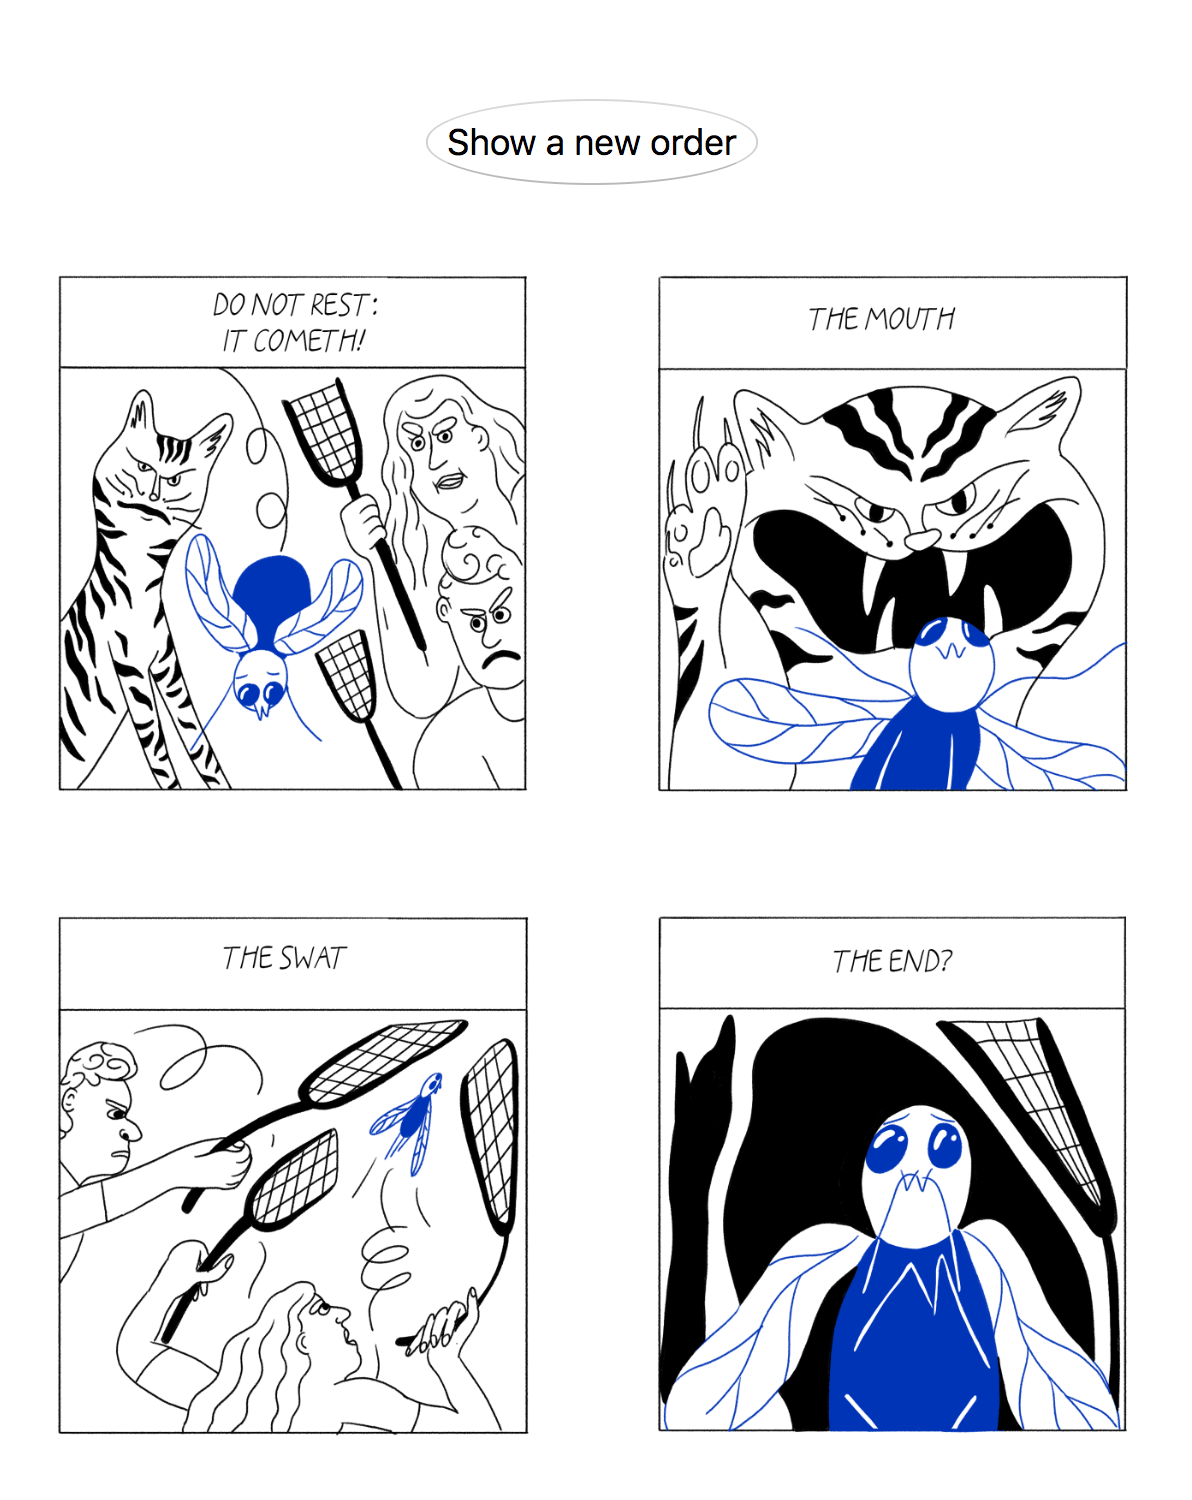 Show a new order
DO NOT REST:
IT COMETH!
THE MOUTH
THE SWAT
THE END?